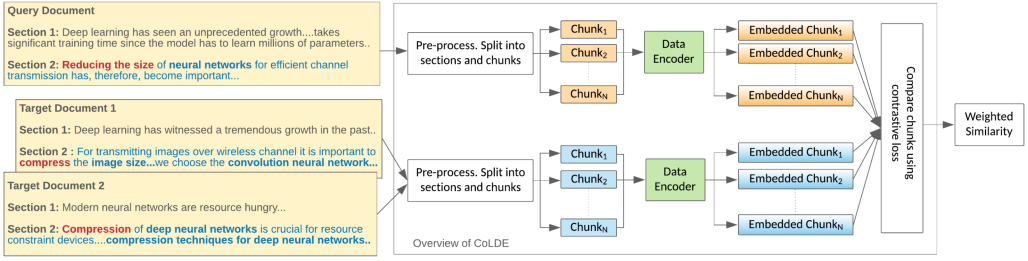 Query Document
Section 1: Deep learning has seen an unprecedented growth....takes
significant training time since the model has to learn millions of parameters..
Section 2: Reducing the size of neural networks for efficient channel
transmission has, therefore, become important...
Target Document 1
Section 1: Deep learning has witnessed a tremendous growth in the past..
Section 2 : For transmitting images over wireless channel it is important to
compress the image size...we choose the convolution neural network...
Target Document 2
Section 1: Modern neural networks are resource hungry...
Section 2: Compression of deep neural networks is crucial for resource
constraint devices....compression techniques for deep neural networks..
Pre-process. Split into
sections and chunks
Chunk1
Chunk2
ChunkN
Data
Encoder
Embedded Chunk1
Embedded Chunk2
Embedded ChunkN
Pre-process. Split into
sections and chunks
Chunk1
Chunk2
ChunkN
Data
Encoder
Embedded Chunk1
Embedded Chunk2
Embedded ChunkN
Compare chunks using
contrastive loss
Weighted
Similarity
Overview of CoLDE